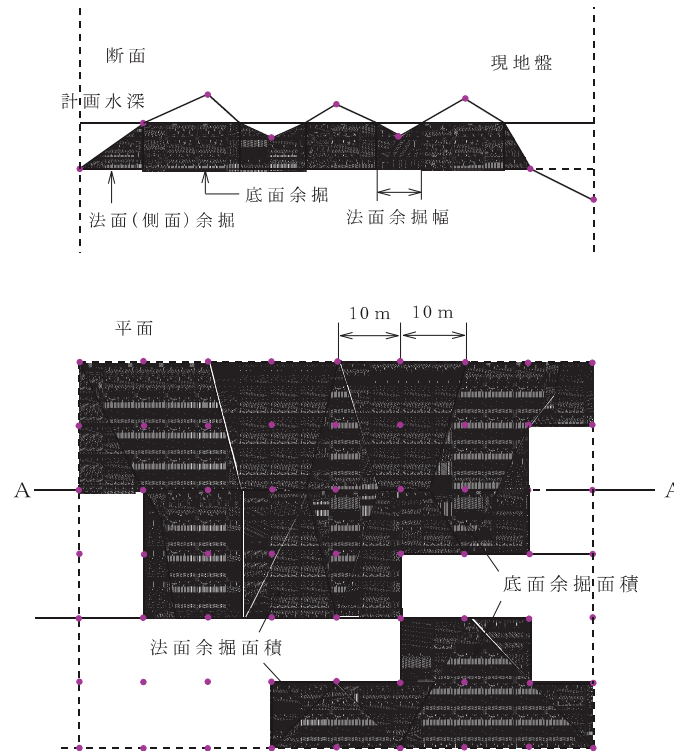 断面
現地盤
計画水深
底面余掘
法面(側面)余掘
法面余掘幅
10 m
10 m
平面
A
A
底面余掘面積
法面余掘面積